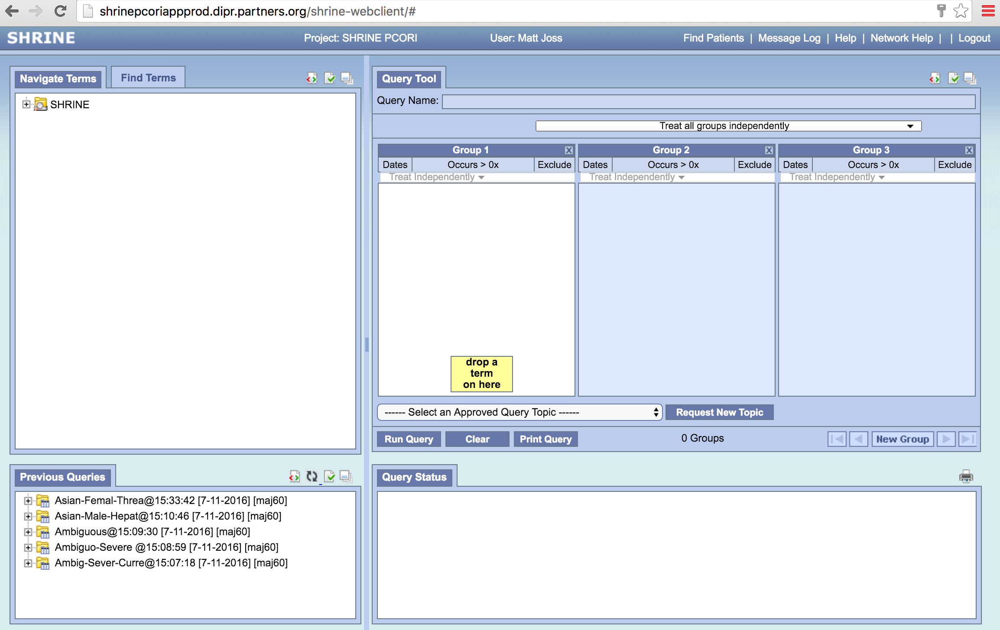 shrinepcoriappprod.dipr.partners.org/shrine-webclient/#
SHRINE
Project: SHRINE PCORI
User: Matt Joss
Find Patients | Message Log | Help | Network Help | | Logout
Navigate Terms
Find Terms
SHRINE
Query Tool
Query Name:
Treat all groups independently
Group 1 X
Dates Occurs > 0x Exclude
Treat Independently
drop a
term
on here
Group 2 X
Dates Occurs > 0x Exclude
Treat Independently
Group 3 X
Dates Occurs > 0x Exclude
Treat Independently
------ Select an Approved Query Topic ------
Request New Topic
Run Query
Clear
Print Query
0 Groups
New Group
Previous Queries
Asian-Femal-Threa@15:33:42 [7-11-2016] [maj60]
Asian-Male-Hepat@15:10:46 [7-11-2016] [maj60]
Ambiguous@15:09:30 [7-11-2016] [maj60]
Ambiguo-Severe @15:08:59 [7-11-2016] [maj60]
Ambig-Sever-Curre@15:07:18 [7-11-2016] [maj60]
Query Status